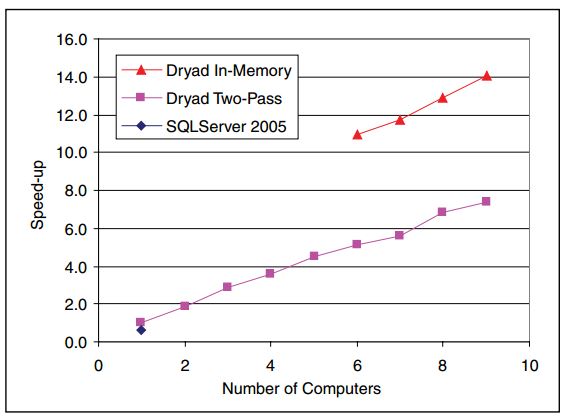 16.0
14.0
12.0
10.0
8.0
6.0
4.0
2.0
0.0
Speed-up
Dryad In-Memory
Dryad Two-Pass
SQLServer 2005
0 2 4 6 8 10
Number of Computers